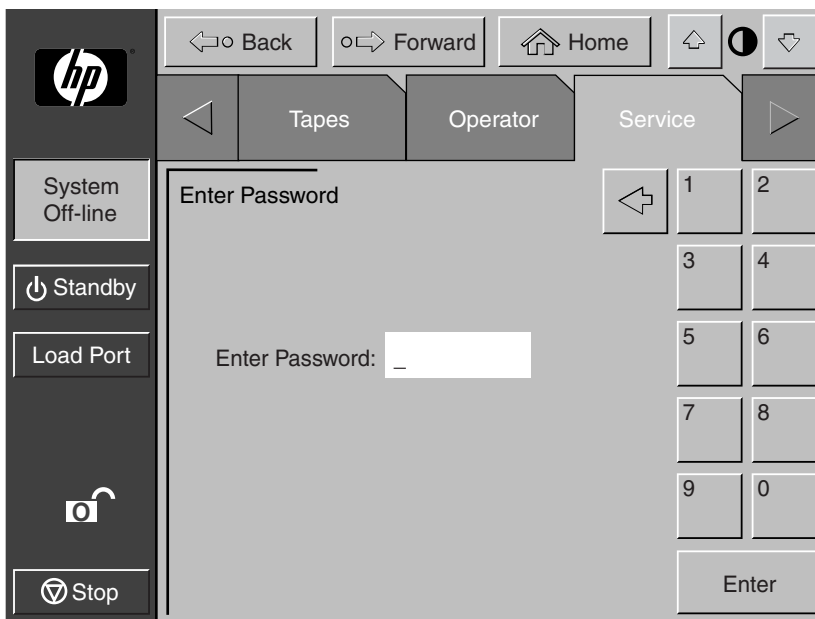 Back
Forward
Home
hp
Tapes
Operator
Service
System
Off-line
Enter Password
1
2
3
4
Standby
Load Port
Enter Password: _
5
6
7
8
9
0
O
Stop
Enter